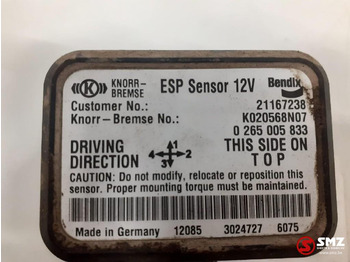 ((K)) KNORR-BREMSE ESP Sensor 12V Bendix
Customer No.: 21167238
Knorr-Bremse No.: K020568N07
0 265 005 833
DRIVING DIRECTION 1 2 3 4 THIS SIDE ON TOP
CAUTION: Do not modify, relocate or reposition this
sensor. Proper mounting torque must be maintained.
Made in Germany 12085 3024727 6075
SMZ